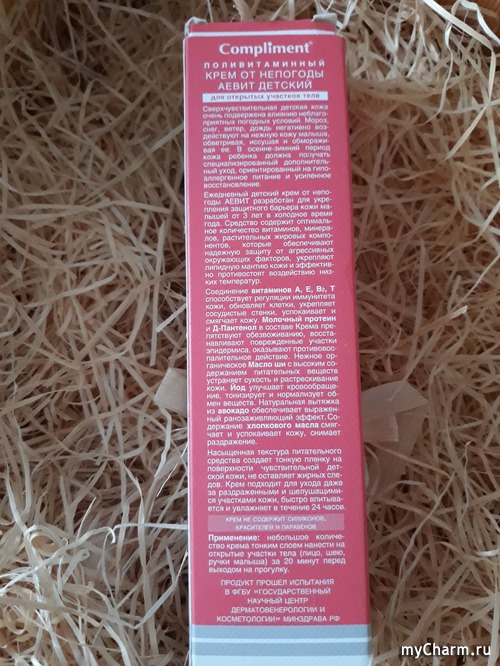 Compliment®
ПОЛИВИТАМИННЫЙ
КРЕМ ОТ НЕПОГОДЫ
АЕВИТ ДЕТСКИЙ
для открытых участков тела
Сверхчувствительная детская кожа
очень подвержена влиянию неблаго-
приятных погодных условий. Мороз,
снег, ветер, дождь негативно воз-
действуют на нежную кожу малыша,
обветривая, иссушая и обморажи-
вая ее. В осенне-зимний период
кожа ребенка должна получать
специализированный дополнитель-
ный уход, ориентированный на гипо-
аллергенное питание и усиленное
восстановление.
Ежедневный детский крем от непо-
годы АЕВИТ разработан для укре-
пления защитного барьера кожи ма-
лышей от 3 лет в холодное время
года. Средство содержит оптималь-
ное количество витаминов, минера-
лов, растительных жировых компо-
нентов, которые обеспечивают
надежную защиту от агрессивных
окружающих факторов, укрепляют
липидную мантию кожи и эффектив-
но противостоят воздействию низ-
ких температур.
Соединение витаминов А, Е, В₂, Т
способствует регуляции иммунитета
кожи, обновляет клетки, укрепляет
сосудистые стенки, успокаивает и
смягчает кожу. Молочный протеин
и Д-Пантенол в составе Крема пре-
пятствуют обезвоживанию, восста-
навливают поврежденные участки
эпидермиса, оказывают противовос-
палительное действие. Нежное ор-
ганическое Масло ши с высоким со-
держанием питательных веществ
устраняет сухость и растрескивание
кожи. Йод улучшает кровообраще-
ние, тонизирует и нормализует об-
мен веществ. Натуральная вытяжка
из авокадо обеспечивает выражен-
ный ранозаживляющий эффект. Со-
держание хлопкового масла смяг-
чает и успокаивает кожу, снимает
раздражение.
Насыщенная текстура питательного
средства создает тонкую пленку на
поверхности чувствительной дет-
ской кожи, не оставляет жирных сле-
дов. Крем подходит для ухода даже
за раздраженными и шелушащими-
ся участками кожи, быстро впитыва-
ется и увлажняет в течение 24 часов.
КРЕМ НЕ СОДЕРЖИТ СИЛИКОНОВ,
КРАСИТЕЛЕЙ И ПАРАБЕНОВ
Применение: небольшое количе-
ство крема тонким слоем нанести на
открытые участки тела (лицо, шею,
ручки малыша) за 20 минут перед
выходом на прогулку.
ПРОДУКТ ПРОШЕЛ ИСПЫТАНИЯ
В ФГБУ «ГОСУДАРСТВЕННЫЙ
НАУЧНЫЙ ЦЕНТР
ДЕРМАТОВЕНЕРОЛОГИИ И
КОСМЕТОЛОГИИ» МИНЗДРАВА РФ
myCharm.ru